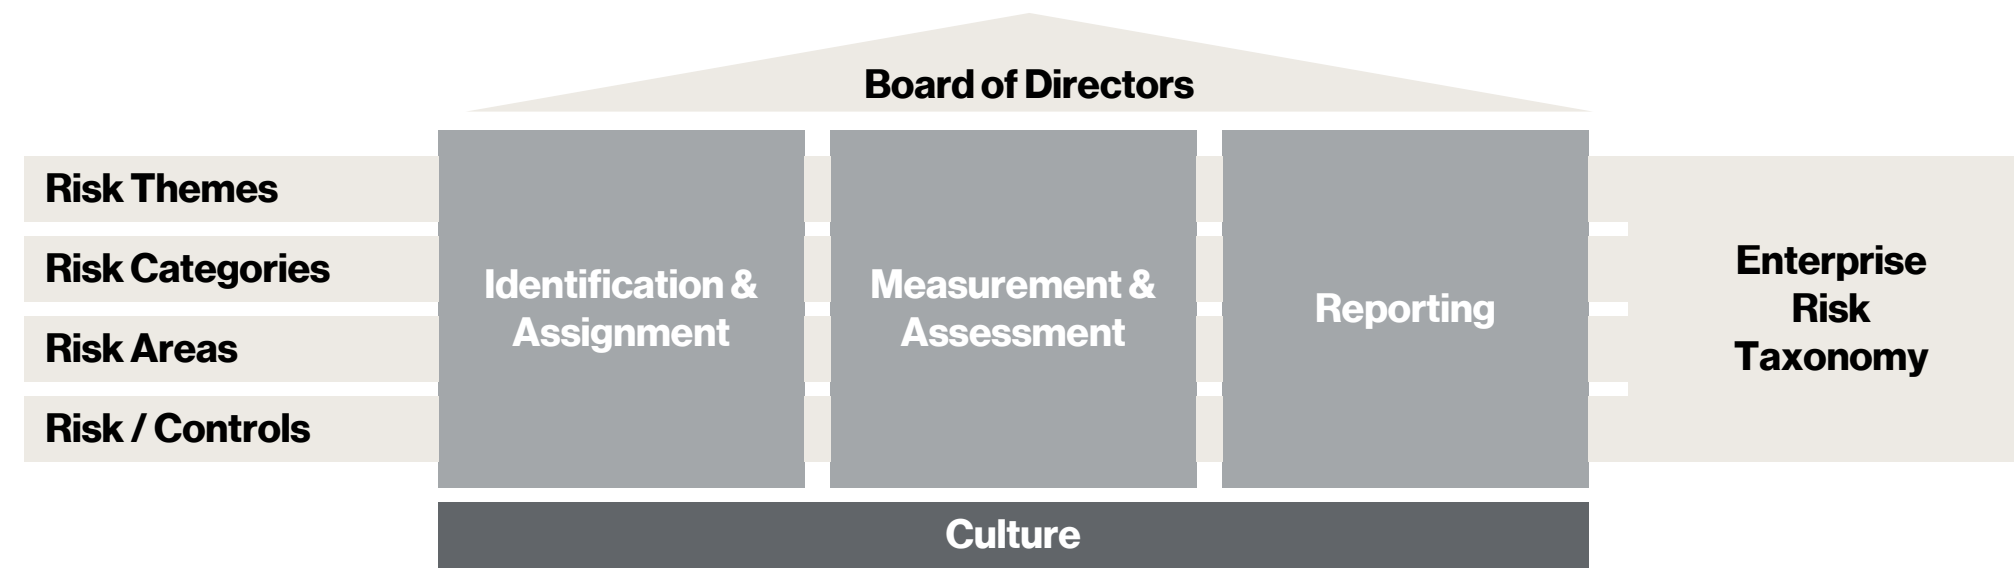 Board of Directors
Risk Themes
Risk Categories
Risk Areas
Risk / Controls
Identification &
Assignment
Measurement &
Assessment
Reporting
Enterprise
Risk
Taxonomy
Culture